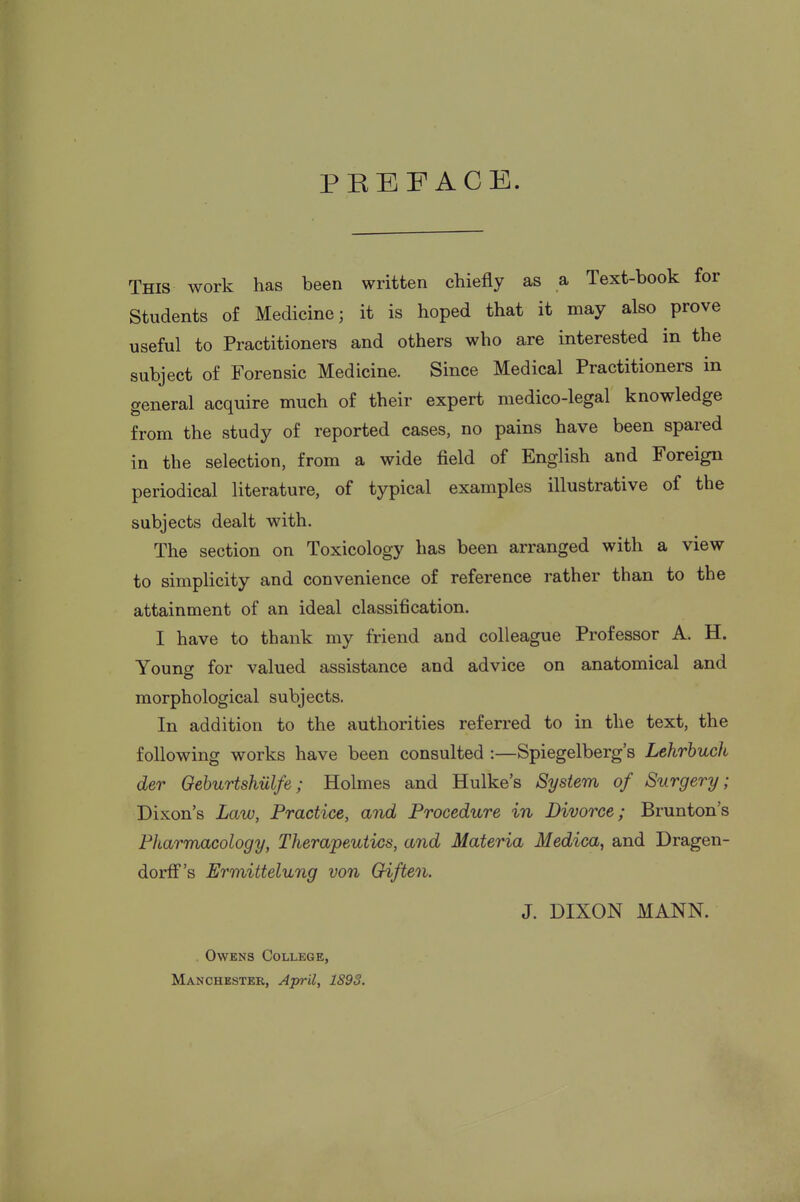 PREFACE.
This work has been written chiefly as a Text-book for
Students of Medicine; it is hoped that it may also prove
useful to Practitioners and others who are interested in the
subject of Forensic Medicine. Since Medical Practitioners in
general acquire much of their expert medico-legal knowledge
from the study of reported cases, no pains have been spared
in the selection, from a wide field of English and Foreign
periodical literature, of typical examples illustrative of the
subjects dealt with.
The section on Toxicology has been arranged with a view
to simplicity and convenience of reference rather than to the
attainment of an ideal classification.
I have to thank my friend and colleague Professor A. H.
Young for valued assistance and advice on anatomical and
morphological subjects.
In addition to the authorities referred to in the text, the
following works have been consulted :—Spiegelberg's Lehrbuch
der Geburtshülfe; Holmes and Hulke's System of Surgery;
Dixon's Law, Practice, and Procedure in Divorce; Brunton's
Pharmacology, Therapeutics, and Materia Medica, and Dragen-
dorff's Ermittelung von Giften.
J. DIXON MANN.
Owens College,
Manchester, April, 1893.